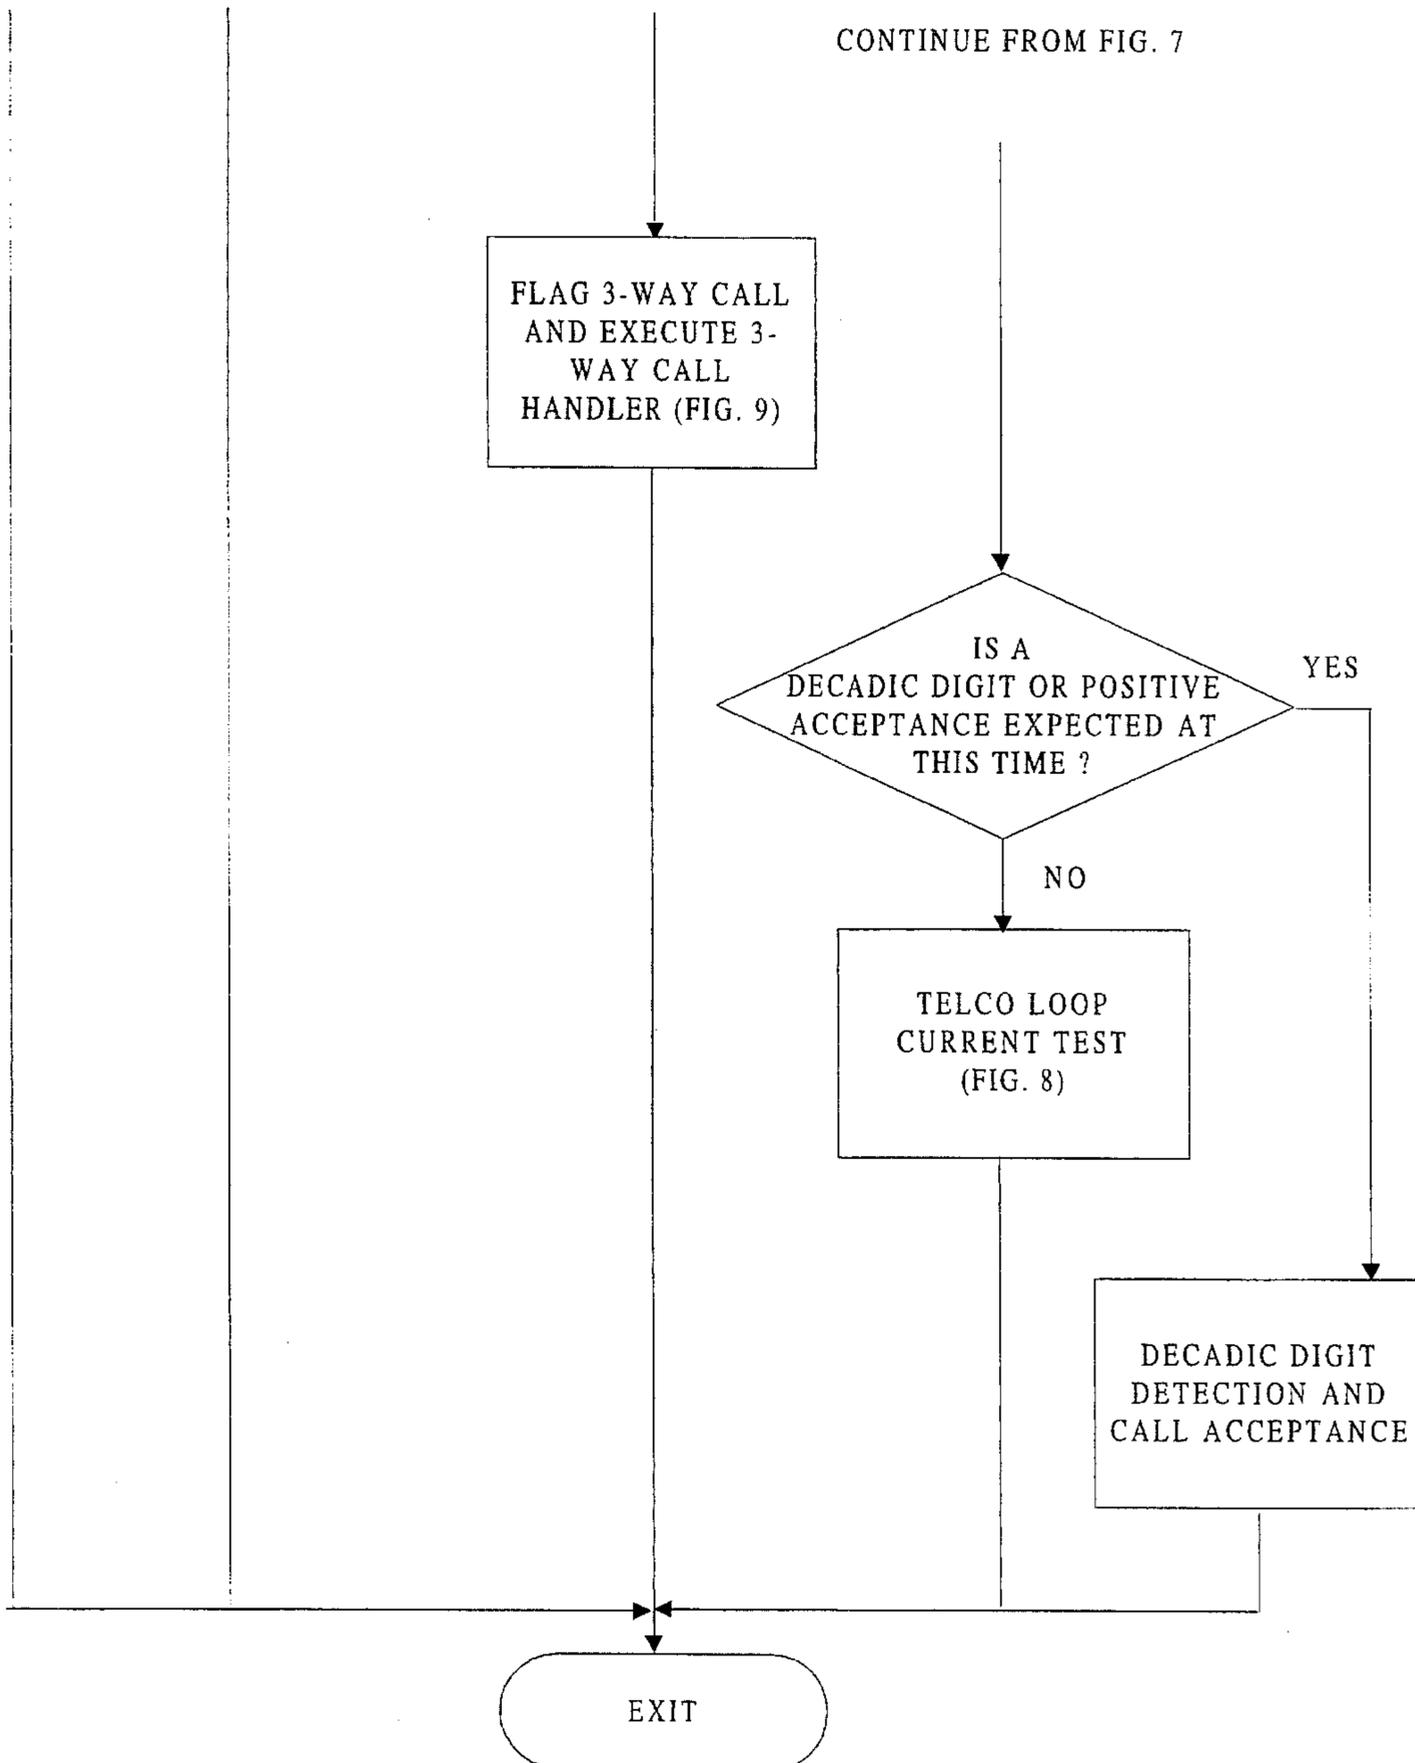 CONTINUE FROM FIG. 7
FLAG 3-WAY CALL
AND EXECUTE 3-
WAY CALL
HANDLER (FIG. 9)
IS A
DECADIC DIGIT OR POSITIVE
ACCEPTANCE EXPECTED AT
THIS TIME ?
YES
NO
TELCO LOOP
CURRENT TEST
(FIG. 8)
DECADIC DIGIT
DETECTION AND
CALL ACCEPTANCE
EXIT